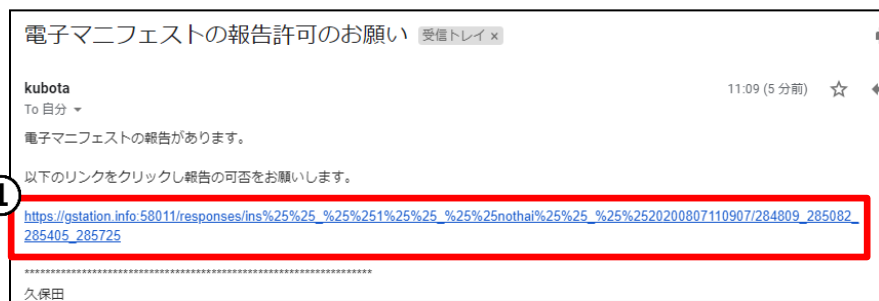 電子マニフェストの報告許可のお願い 受信トレイ ×
kubota
11:09 (5 分前)
To 自分
電子マニフェストの報告があります。
以下のリンクをクリックし報告の可否をお願いします。
1
https://gstation.info:58011/responses/ins%25%25_%25%251%25%25_%25%25nothai%25%25_%25%2520200807110907/284809_285082_
285405_285725
********************************************************************
久保田